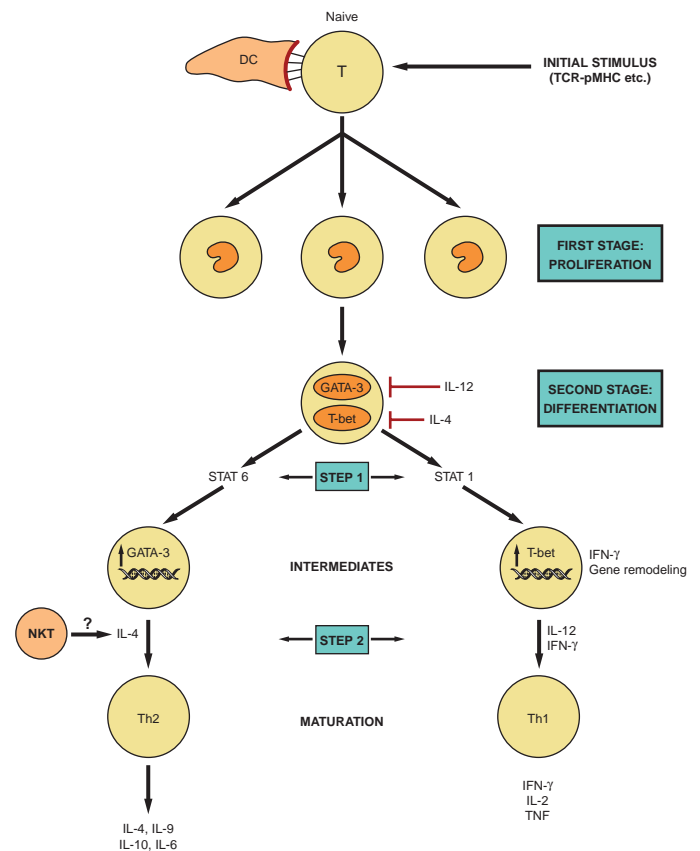 Naive
DC
T
INITIAL STIMULUS
(TCR-pMHC etc.)
FIRST STAGE:
PROLIFERATION
GATA-3
T-bet
IL-12
IL-4
SECOND STAGE:
DIFFERENTIATION
STAT 6
STEP 1
STAT 1
GATA-3
INTERMEDIATES
T-bet
IFN-γ
Gene remodeling
NKT
?
IL-4
STEP 2
IL-12
IFN-γ
Th2
MATURATION
Th1
IL-4, IL-9
IL-10, IL-6
IFN-γ
IL-2
TNF